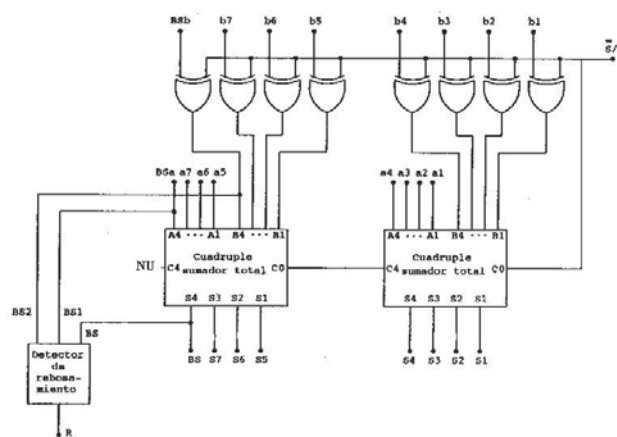 BSb b7 b6 b5 b4 b3 b2 b1
S/
BSa a7 a6 a5 a4 a3 a2 a1
A4 ··· A1 B4 ··· B1 A4 ··· A1 B4 ··· B1
NU C4 Cuadruple sumador total C0 C4 Cuadruple sumador total C0
S4 S3 S2 S1 S4 S3 S2 S1
BS2 BS1 BS
BS S7 S6 S5 S4 S3 S2 S1
Detector
de
rebosa-
miento
R